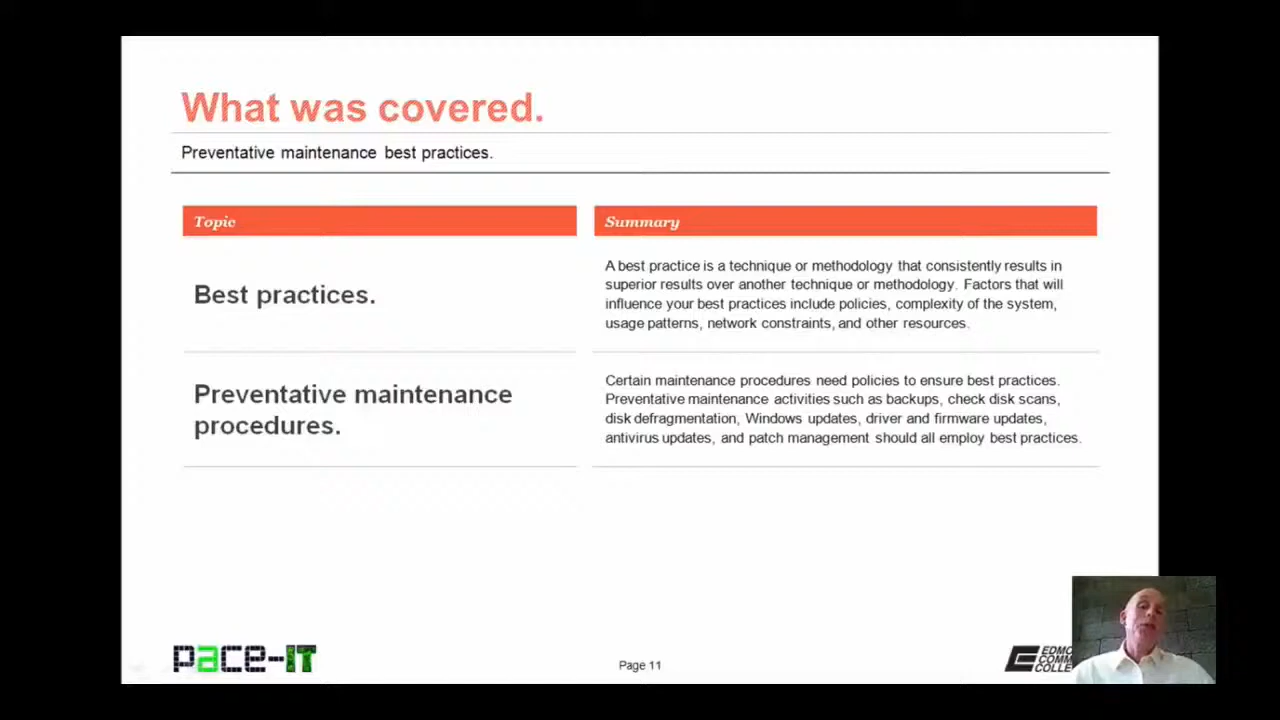 What was covered.
Preventative maintenance best practices.
Topic
Summary
Best practices.
A best practice is a technique or methodology that consistently results in
superior results over another technique or methodology. Factors that will
influence your best practices include policies, complexity of the system,
usage patterns, network constraints, and other resources.
Preventative maintenance
procedures.
Certain maintenance procedures need policies to ensure best practices.
Preventative maintenance activities such as backups, check disk scans,
disk defragmentation, Windows updates, driver and firmware updates,
antivirus updates, and patch management should all employ best practices.
pace-IT
Page 11